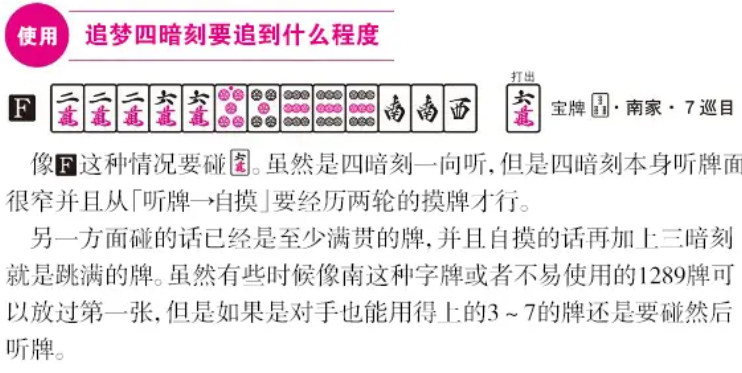 使用 追梦四暗刻要追到什么程度
打出
F 二萬 二萬 二萬 六萬 六萬 南 南 西 六萬 宝牌 · 南家 · 7巡目
像F这种情况要碰六萬。虽然是四暗刻一向听，但是四暗刻本身听牌面
很窄并且从「听牌→自摸」要经历两轮的摸牌才行。
另一方面碰的话已经是至少满贯的牌，并且自摸的话再加上三暗刻
就是跳满的牌。虽然有些时候像南这种字牌或者不易使用的1289牌可
以放过第一张，但是如果是对手也能用得上的3～7的牌还是要碰然后
听牌。